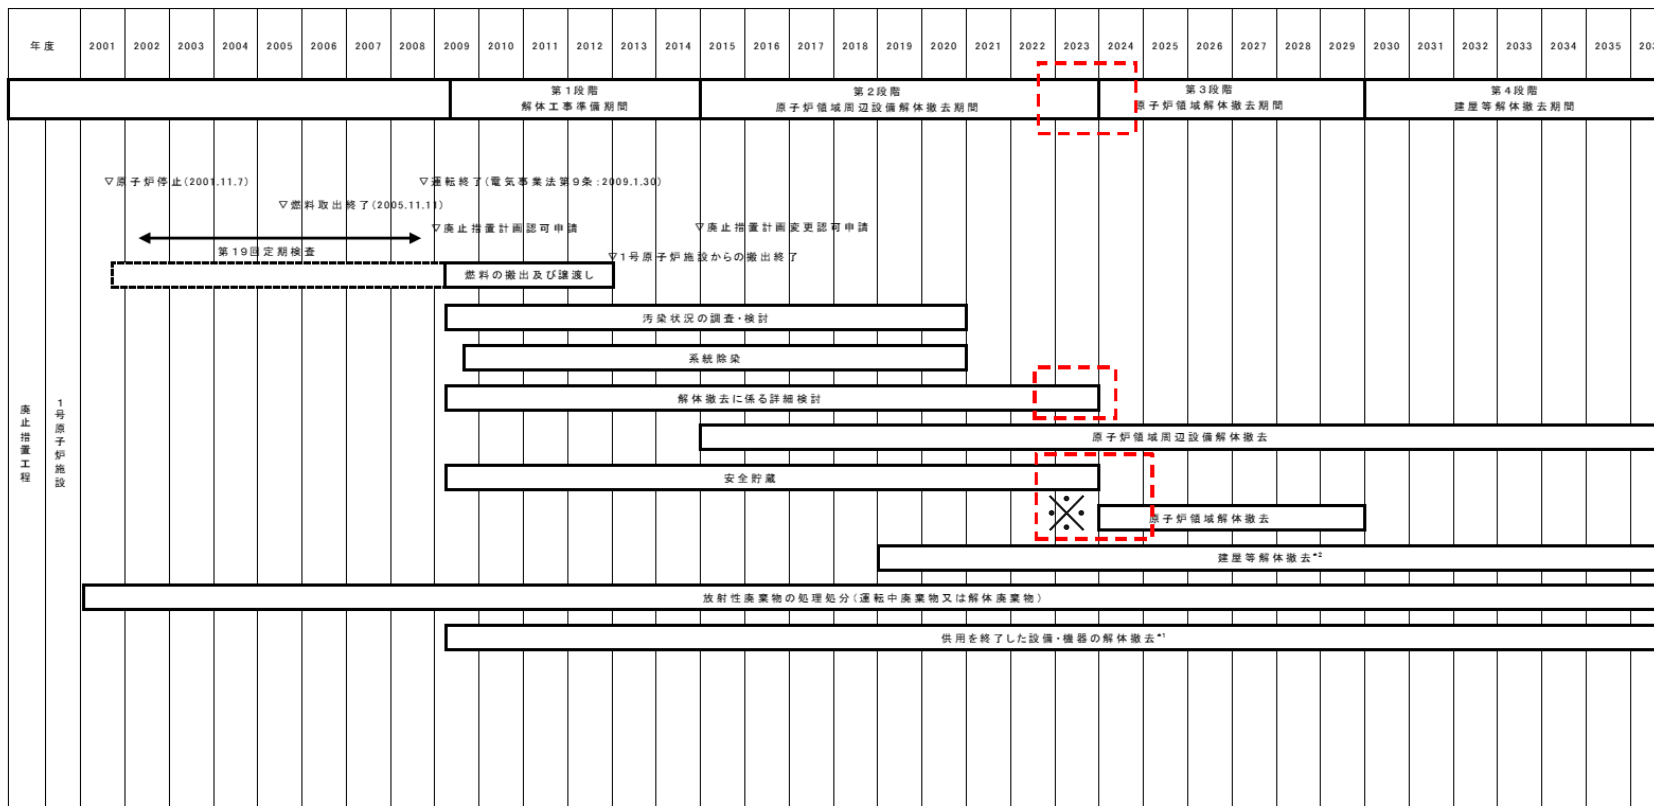 年度 2001 2002 2003 2004 2005 2006 2007 2008 2009 2010 2011 2012 2013 2014 2015 2016 2017 2018 2019 2020 2021 2022 2023 2024 2025 2026 2027 2028 2029 2030 2031 2032 2033 2034 2035
第1段階
解体工事準備期間
第2段階
原子炉領域周辺設備解体撤去期間
第3段階
原子炉領域解体撤去期間
第4段階
建屋等解体撤去期間
▽原子炉停止(2001.11.7)
▽運転終了(電気事業法第9条:2009.1.30)
▽燃料取出終了(2005.11.11)
▽廃止措置計画認可申請
▽廃止措置計画変更認可申請
第19回定期検査
▽1号原子炉施設からの搬出終了
燃料の搬出及び譲渡し
汚染状況の調査・検討
系統除染
解体撤去に係る詳細検討
廃止措置工程
1号原子炉施設
原子炉領域周辺設備解体撤去
安全貯蔵
※
原子炉領域解体撤去
建屋等解体撤去*2
放射性廃棄物の処理処分(運転中廃棄物又は解体廃棄物)
供用を終了した設備・機器の解体撤去*1